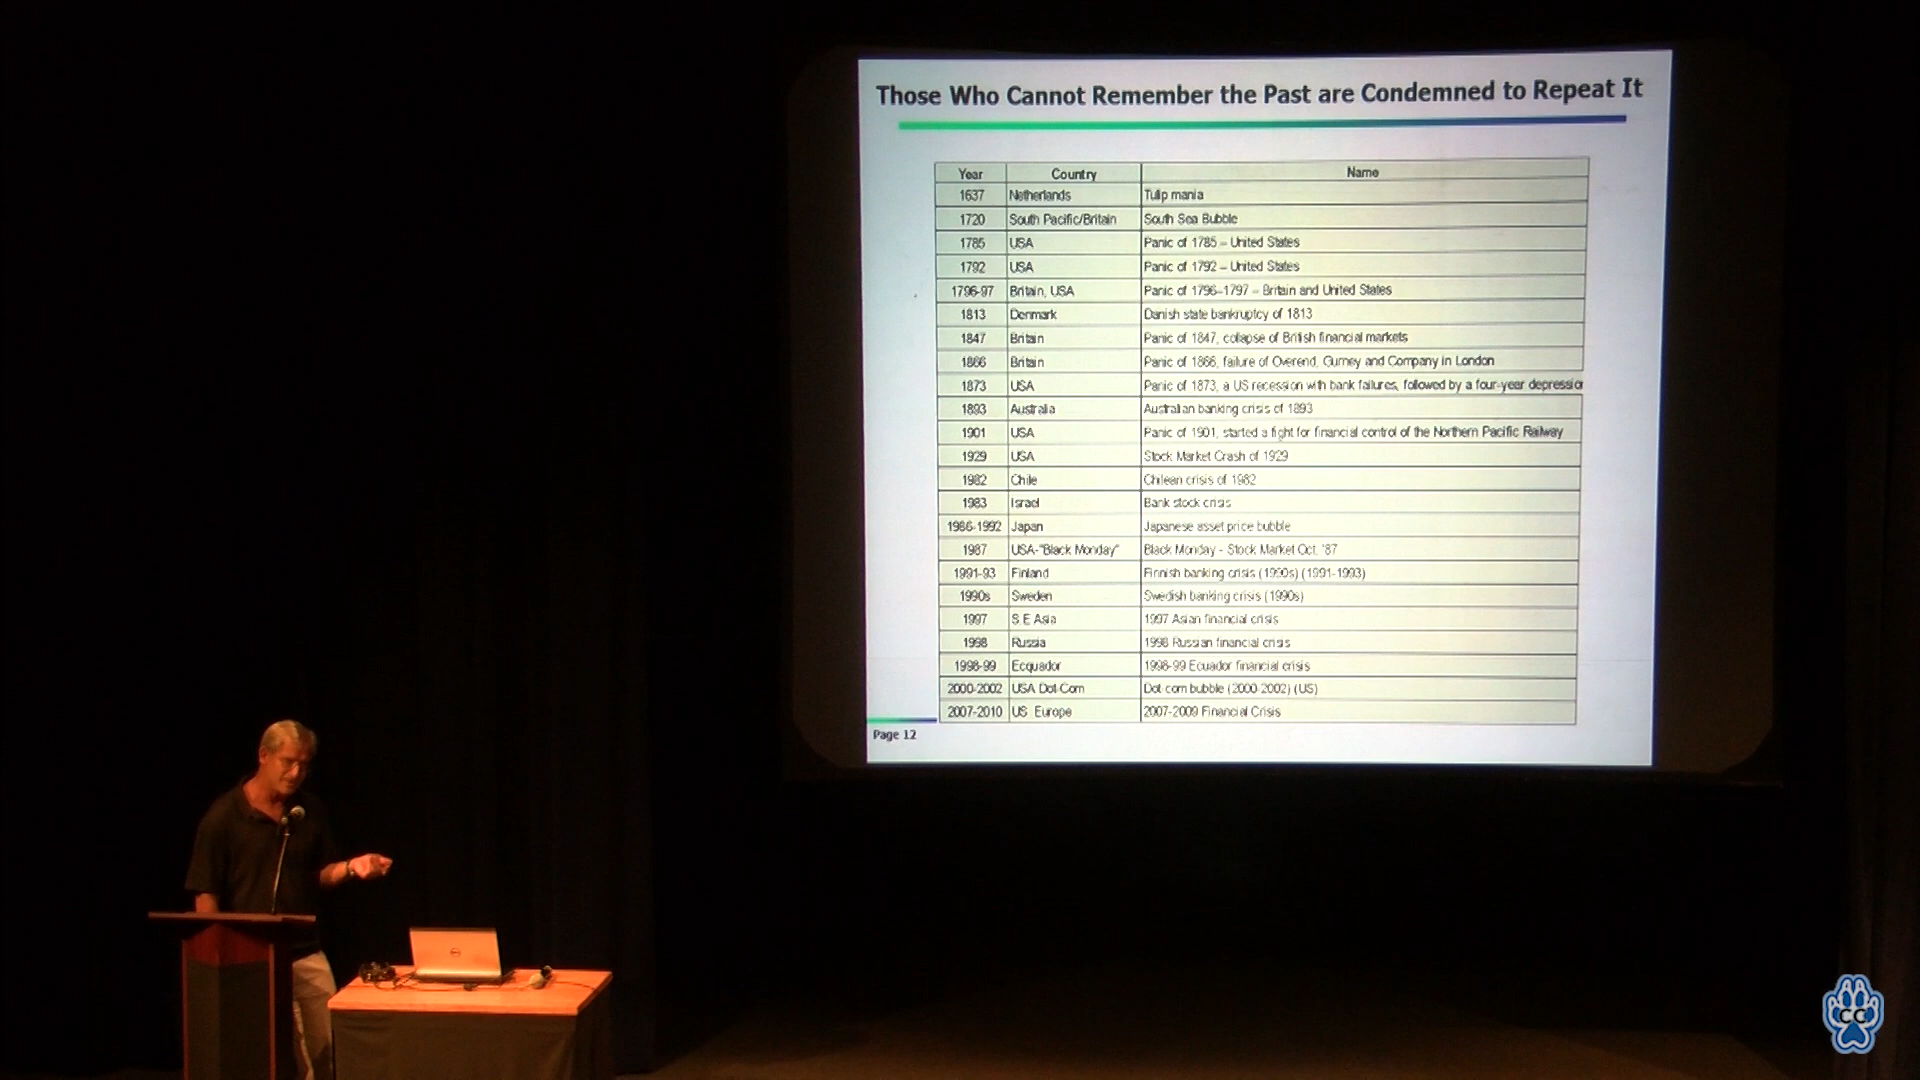 Those Who Cannot Remember the Past are Condemned to Repeat It
Year Country Name
1637 Netherlands Tulip mania
1720 South Pacific/Britain South Sea Bubble
1785 USA Panic of 1785 – United States
1792 USA Panic of 1792 – United States
1796-97 Britain, USA Panic of 1796–1797 – Britain and United States
1813 Denmark Danish state bankruptcy of 1813
1847 Britain Panic of 1847, collapse of British financial markets
1866 Britain Panic of 1866, failure of Overend, Gurney and Company in London
1873 USA Panic of 1873, a US recession with bank failures, followed by a four-year depressior
1893 Australia Australian banking crisis of 1893
1901 USA Panic of 1901, started a fight for financial control of the Northern Pacific Railway
1929 USA Stock Market Crash of 1929
1982 Chile Chilean crisis of 1982
1983 Israel Bank stock crisis
1986-1992 Japan Japanese asset price bubble
1987 USA-"Black Monday" Black Monday - Stock Market Oct. '87
1991-93 Finland Finnish banking crisis (1990s) (1991-1993)
1990s Sweden Swedish banking crisis (1990s)
1997 S E Asia 1997 Asian financial crisis
1998 Russia 1998 Russian financial crisis
1998-99 Ecquador 1998-99 Ecuador financial crisis
2000-2002 USA Dot-Com Dot-com bubble (2000-2002) (US)
2007-2010 US Europe 2007-2009 Financial Crisis
Page 12
CC